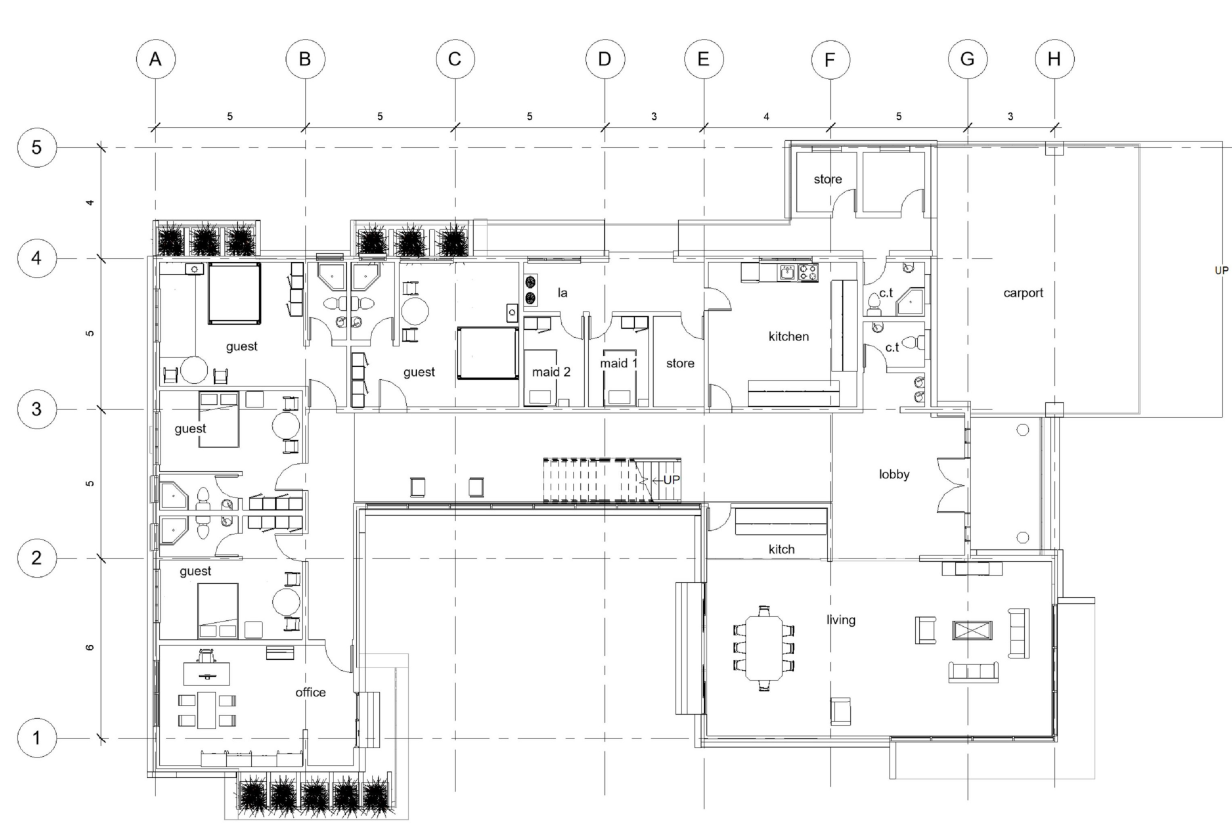 A B C D E F G H
5 5 5 3 4 5 3
5
store
4
4
UP
la c.t carport
5
kitchen
guest c.t
guest maid 2 maid 1 store
3
guest
lobby
UP
5
kitch
2
guest
living
6
office
1